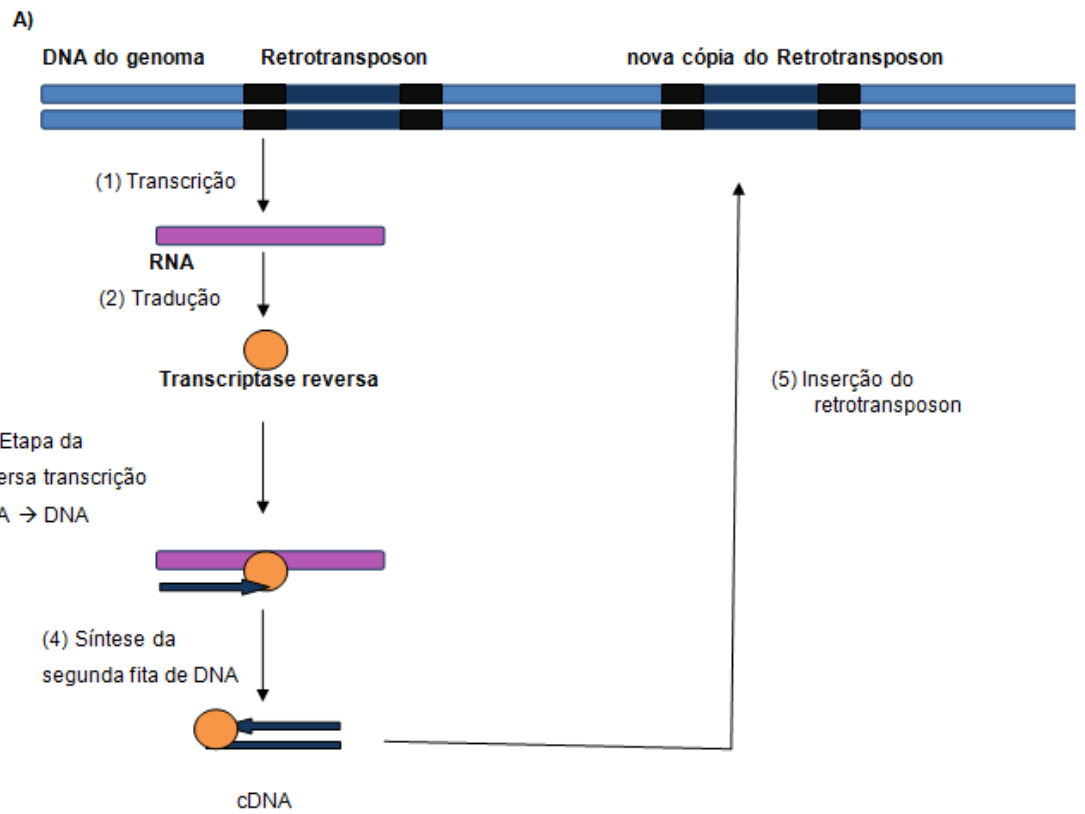 A)
DNA do genoma Retrotransposon nova cópia do Retrotransposon
(1) Transcrição
RNA
(2) Tradução
Transcriptase reversa
(5) Inserção do
retrotransposon
Etapa da
ersa transcrição
A → DNA
(4) Síntese da
segunda fita de DNA
cDNA